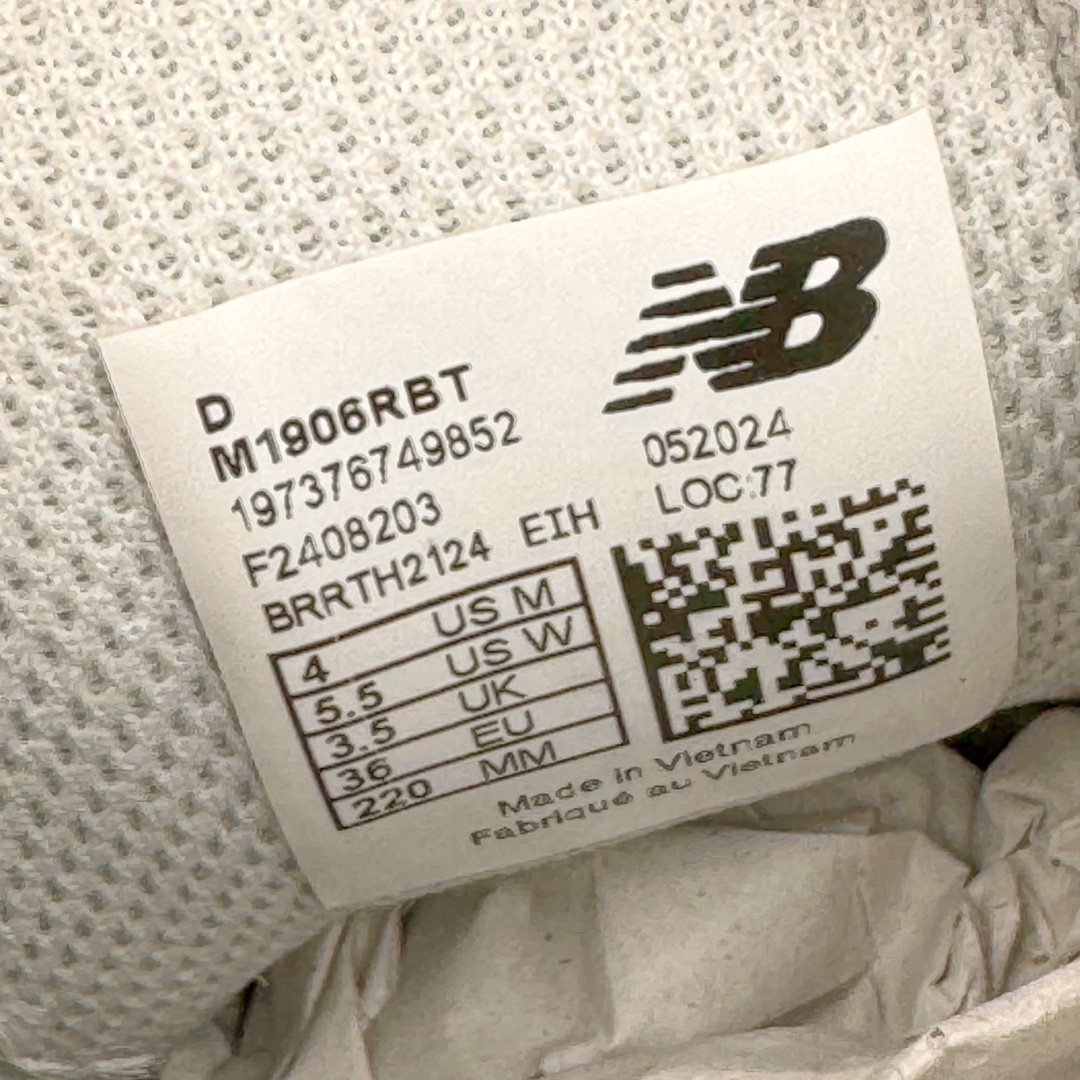 NB
D
M1906RBT
197376749852
F2408203
BRRTH2124 EIH
052024
LOC:77
4 US M
5.5 US W
3.5 UK
36 EU
220 MM
Made in Vietnam
Fabriqué au Vietnam